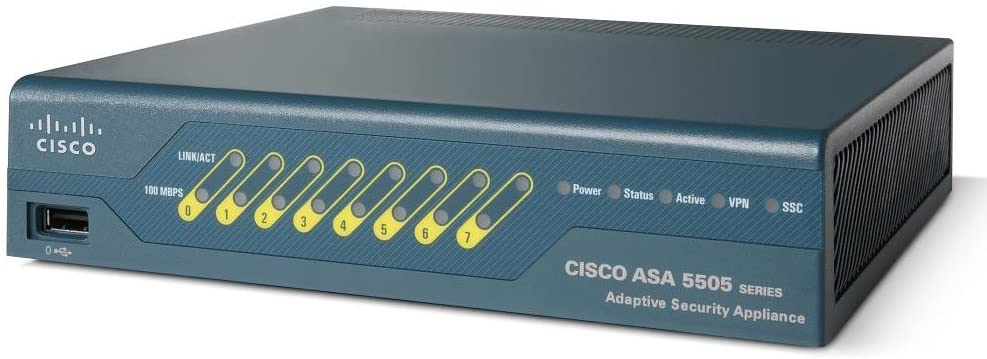 CISCO
LINK/ACT
100 MBPS
0 1 2 3 4 5 6 7
Power Status Active VPN SSC
0
CISCO ASA 5505 SERIES
Adaptive Security Appliance